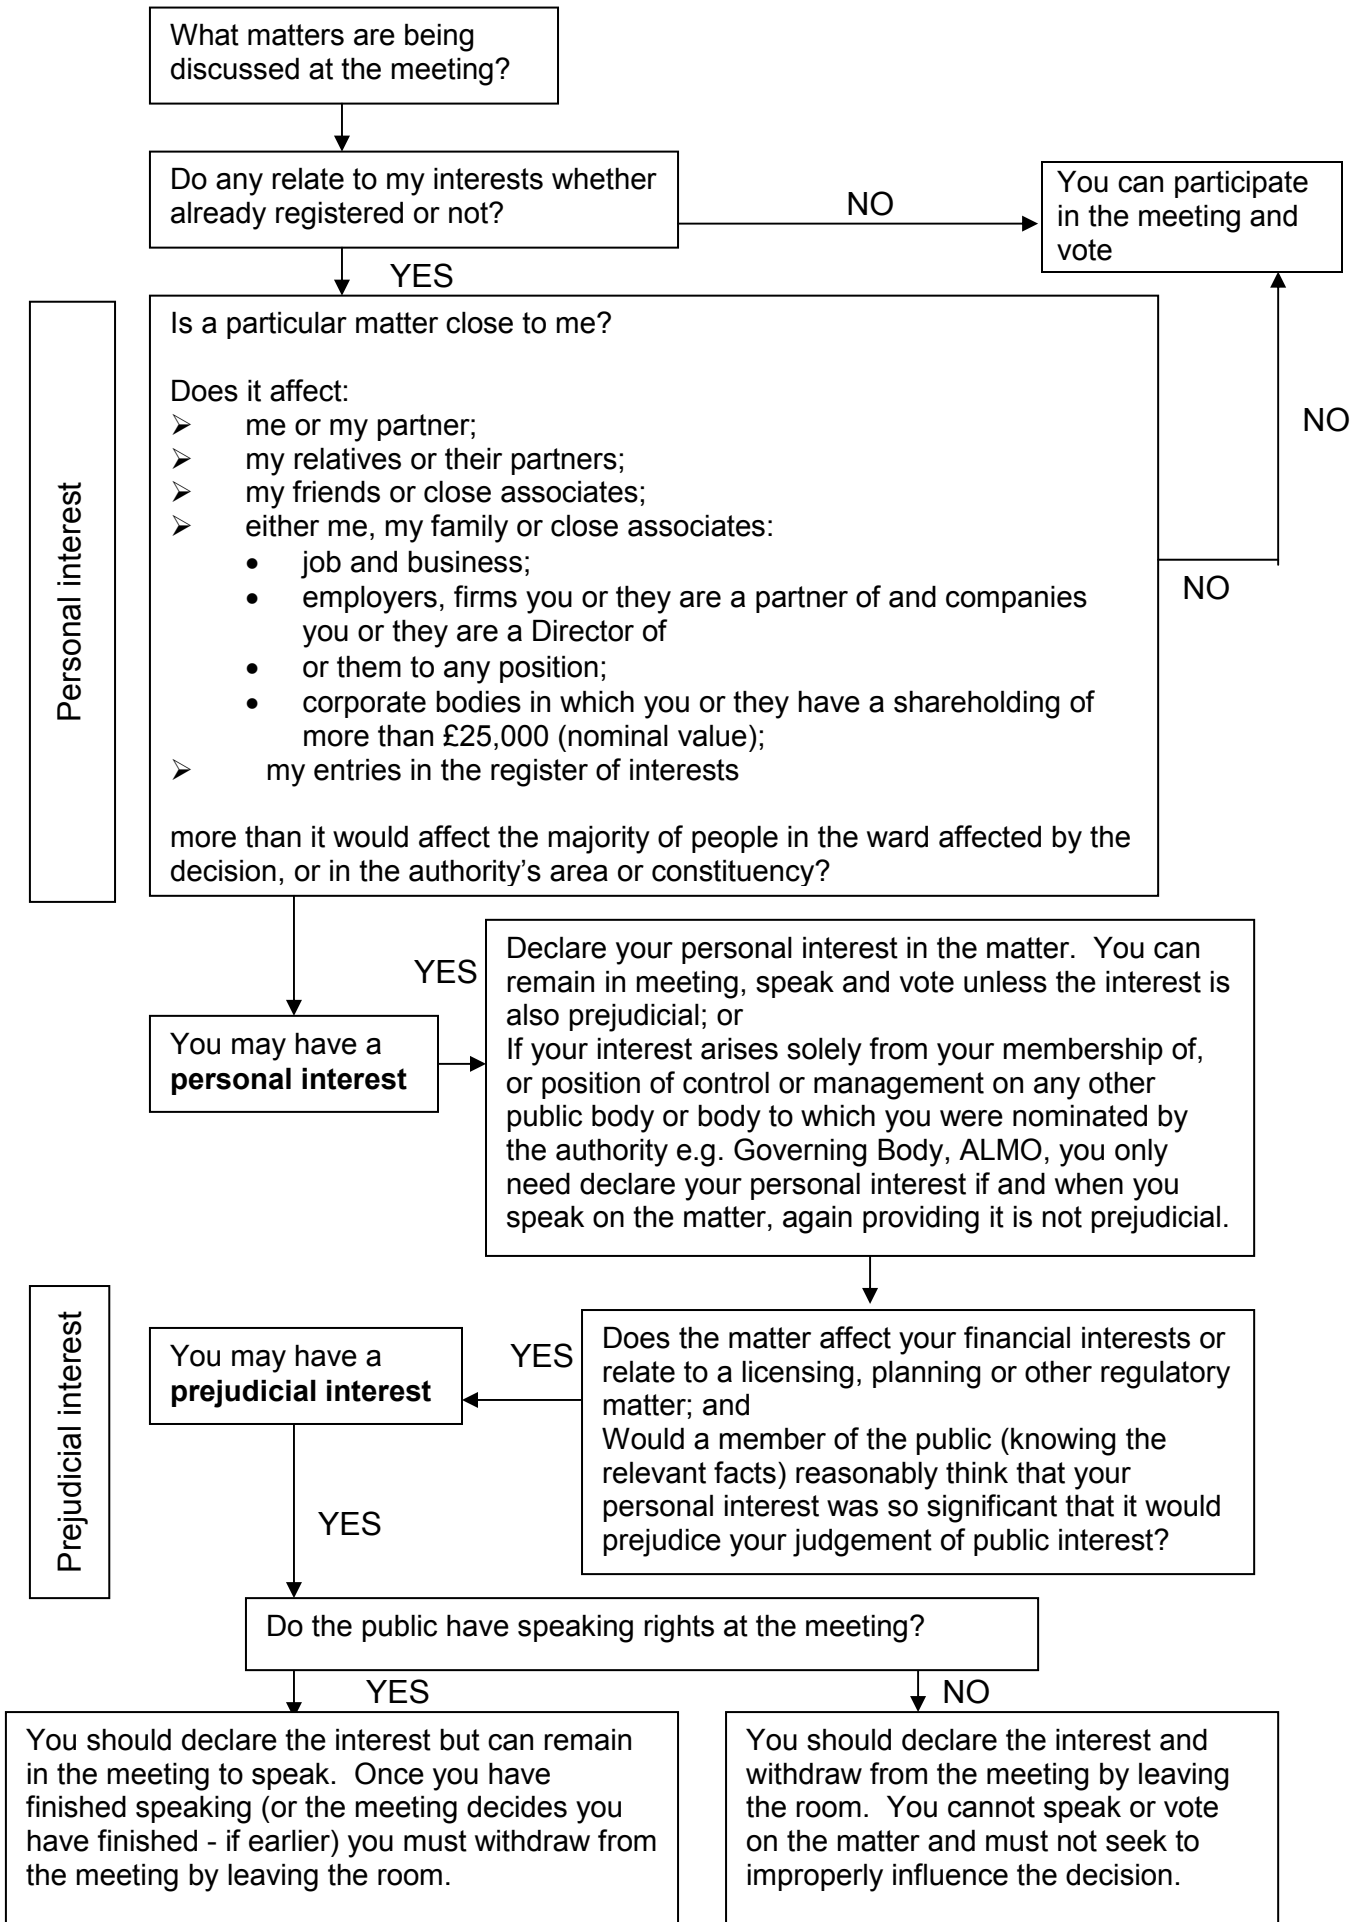 What matters are being
discussed at the meeting?
Do any relate to my interests whether
already registered or not?
NO
You can participate
in the meeting and
vote
YES
Personal interest
Is a particular matter close to me?
Does it affect:
➢ me or my partner;
➢ my relatives or their partners;
➢ my friends or close associates;
➢ either me, my family or close associates:
• job and business;
• employers, firms you or they are a partner of and companies
you or they are a Director of
• or them to any position;
• corporate bodies in which you or they have a shareholding of
more than £25,000 (nominal value);
➢ my entries in the register of interests
more than it would affect the majority of people in the ward affected by the
decision, or in the authority’s area or constituency?
NO
NO
You may have a
personal interest
YES
Declare your personal interest in the matter. You can
remain in meeting, speak and vote unless the interest is
also prejudicial; or
If your interest arises solely from your membership of,
or position of control or management on any other
public body or body to which you were nominated by
the authority e.g. Governing Body, ALMO, you only
need declare your personal interest if and when you
speak on the matter, again providing it is not prejudicial.
Prejudicial interest
You may have a
prejudicial interest
YES
Does the matter affect your financial interests or
relate to a licensing, planning or other regulatory
matter; and
Would a member of the public (knowing the
relevant facts) reasonably think that your
personal interest was so significant that it would
prejudice your judgement of public interest?
YES
Do the public have speaking rights at the meeting?
YES
NO
You should declare the interest but can remain
in the meeting to speak. Once you have
finished speaking (or the meeting decides you
have finished - if earlier) you must withdraw from
the meeting by leaving the room.
You should declare the interest and
withdraw from the meeting by leaving
the room. You cannot speak or vote
on the matter and must not seek to
improperly influence the decision.